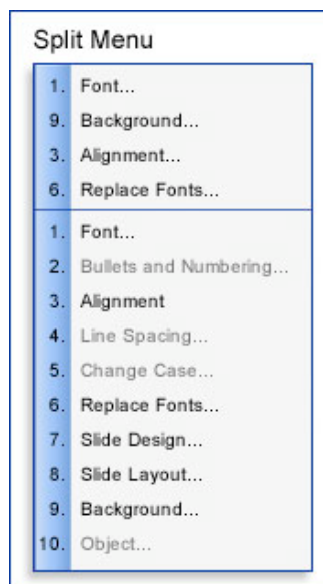 Split Menu
1. Font...
9. Background...
3. Alignment...
6. Replace Fonts...
1. Font...
2. Bullets and Numbering...
3. Alignment
4. Line Spacing...
5. Change Case...
6. Replace Fonts...
7. Slide Design...
8. Slide Layout...
9. Background...
10. Object...